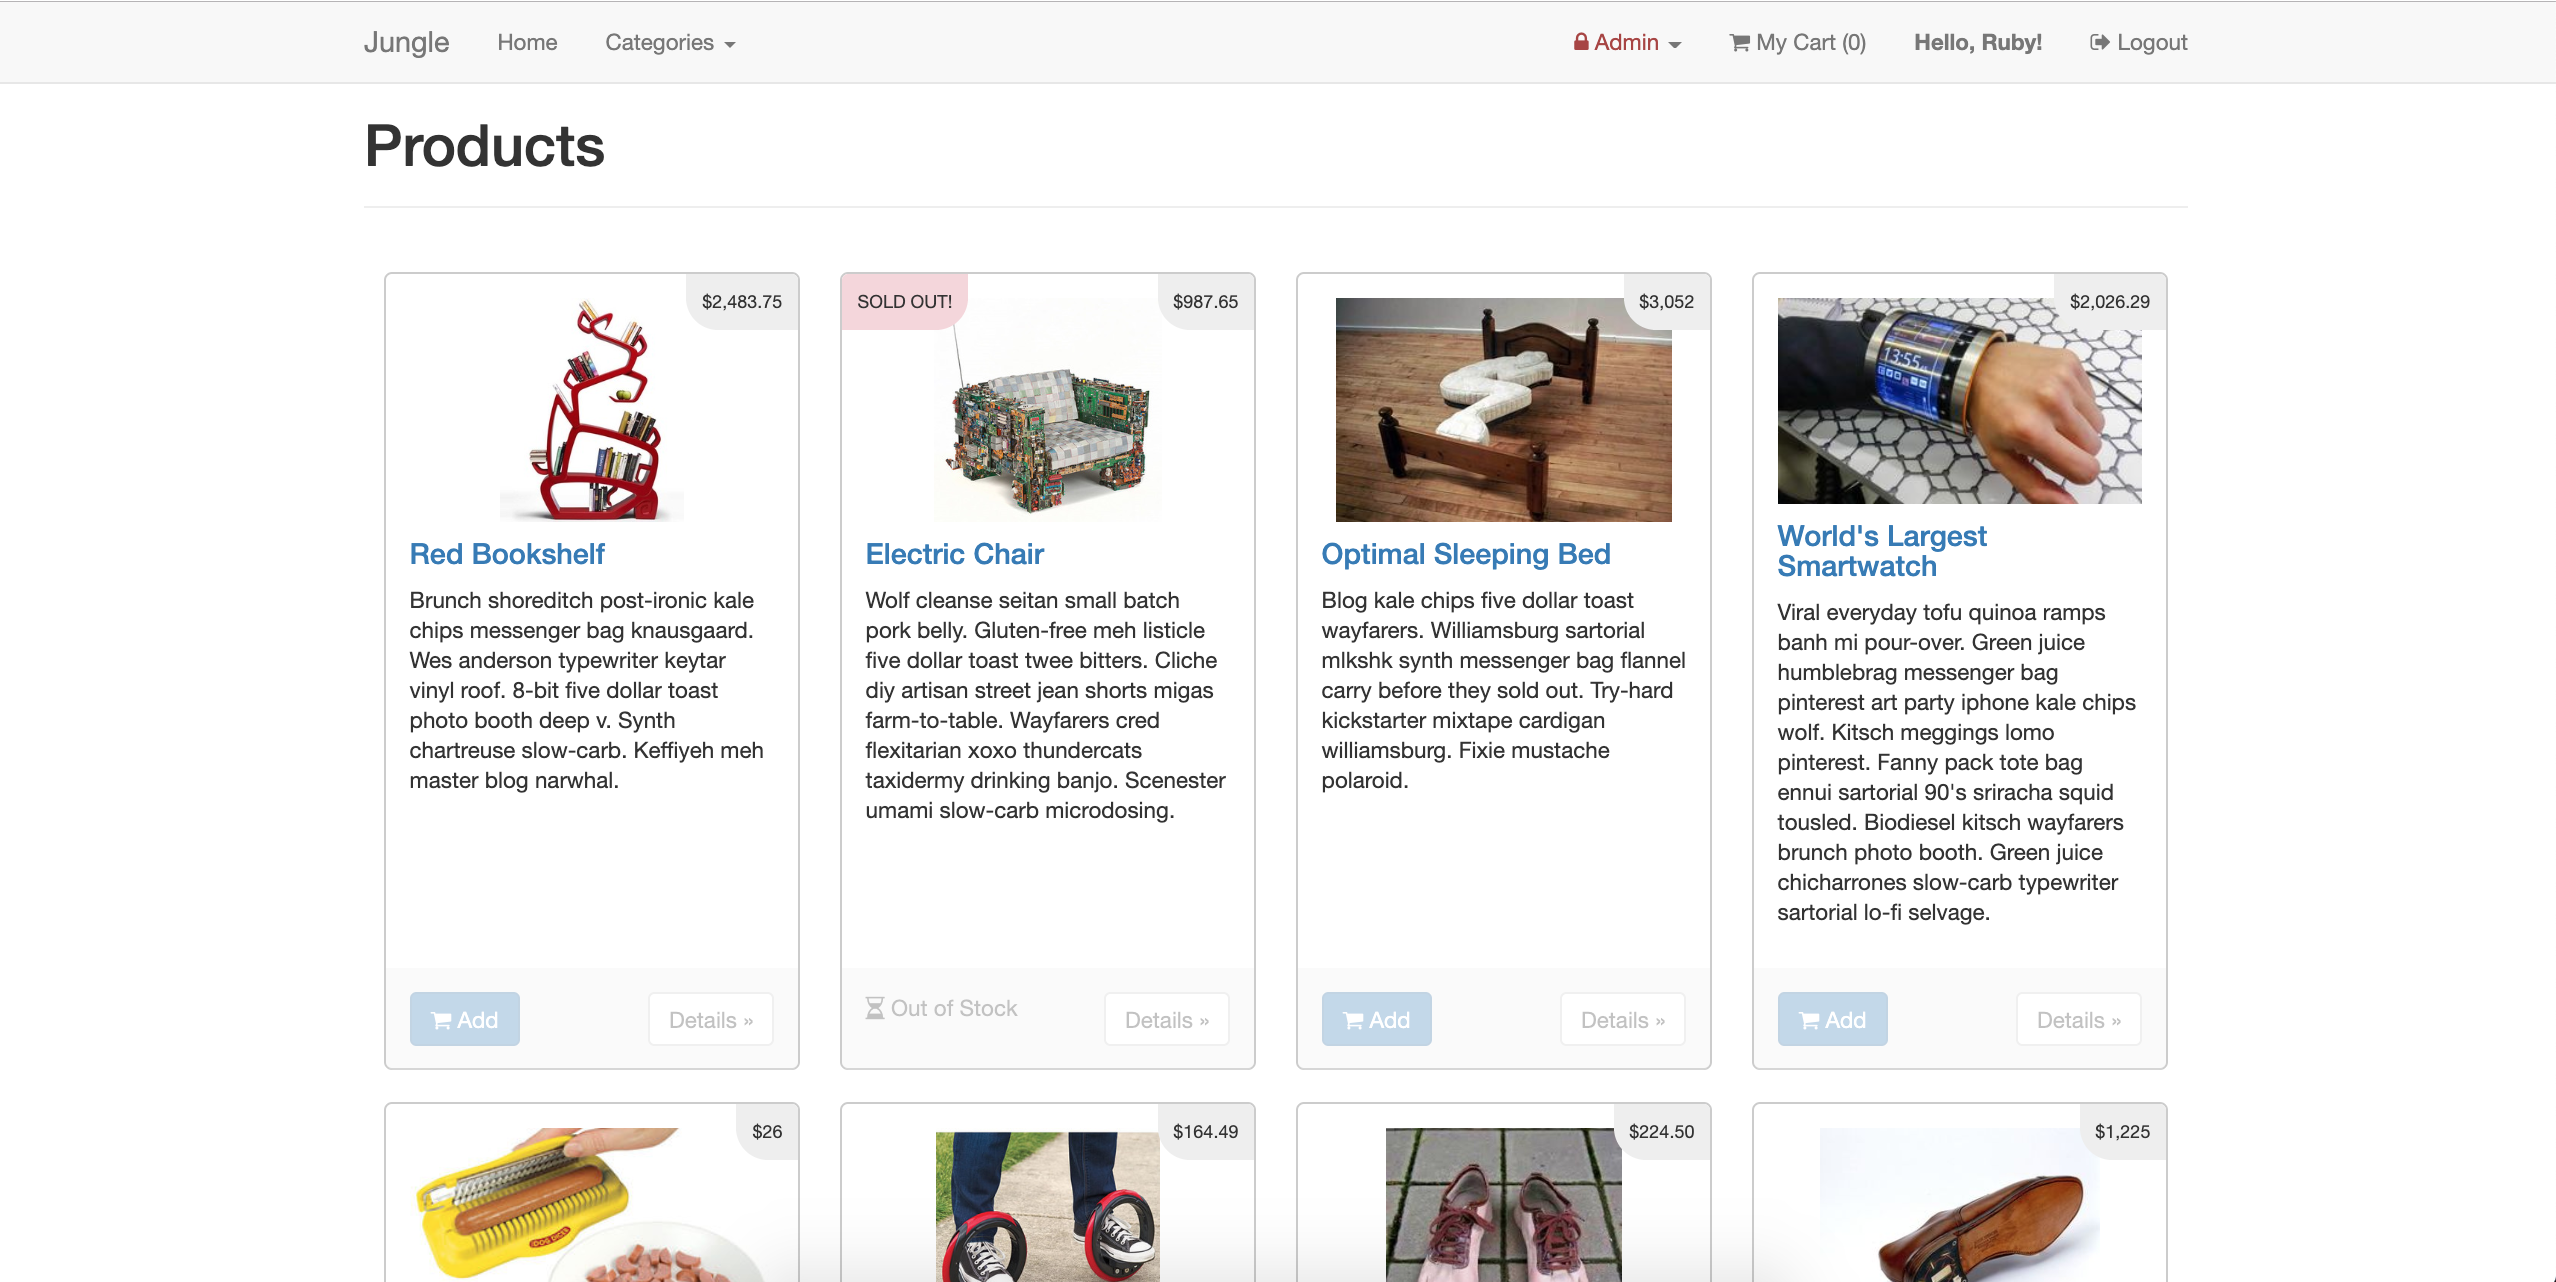 Jungle Home Categories Admin My Cart (0) Hello, Ruby! Logout
Products
$2,483.75
Red Bookshelf
Brunch shoreditch post-ironic kale
chips messenger bag knausgaard.
Wes anderson typewriter keytar
vinyl roof. 8-bit five dollar toast
photo booth deep v. Synth
chartreuse slow-carb. Keffiyeh meh
master blog narwhal.
Add Details »
SOLD OUT! $987.65
Electric Chair
Wolf cleanse seitan small batch
pork belly. Gluten-free meh listicle
five dollar toast twee bitters. Cliche
diy artisan street jean shorts migas
farm-to-table. Wayfarers cred
flexitarian xoxo thundercats
taxidermy drinking banjo. Scenester
umami slow-carb microdosing.
Out of Stock Details »
$3,052
Optimal Sleeping Bed
Blog kale chips five dollar toast
wayfarers. Williamsburg sartorial
mlkshk synth messenger bag flannel
carry before they sold out. Try-hard
kickstarter mixtape cardigan
williamsburg. Fixie mustache
polaroid.
Add Details »
$2,026.29
13:55
World's Largest
Smartwatch
Viral everyday tofu quinoa ramps
banh mi pour-over. Green juice
humblebrag messenger bag
pinterest art party iphone kale chips
wolf. Kitsch meggings lomo
pinterest. Fanny pack tote bag
ennui sartorial 90's sriracha squid
tousled. Biodiesel kitsch wayfarers
brunch photo booth. Green juice
chicharrones slow-carb typewriter
sartorial lo-fi selvage.
Add Details »
$26
DOG DICER
$164.49
$224.50
$1,225